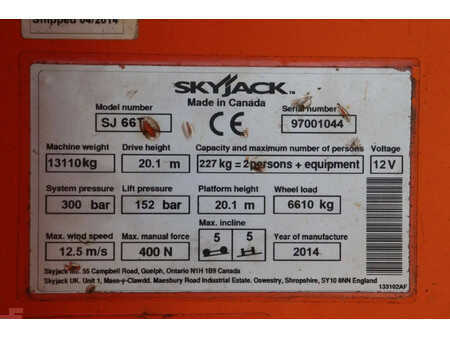 Shipped 04/2014
SKYJACK™
Made in Canada
Model number
Serial number
SJ 66T
CE
97001044
Machine weight Drive height Capacity and maximum number of persons Voltage
13110kg 20.1 m 227 kg = 2persons + equipment 12 V
System pressure Lift pressure Platform height Wheel load
300 bar 152 bar 20.1 m 6610 kg
Max. wind speed Max. manual force Max. incline Year of manufacture
12.5 m/s 400 N 5 5 2014
Skyjack Inc. 55 Campbell Road, Guelph, Ontario N1H 1B9 Canada
Skyjack UK. Unit 1, Maes-y-Clawdd. Maesbury Road Industrial Estate, Oswestry, Shropshire, SY10 8NN England
133102AF